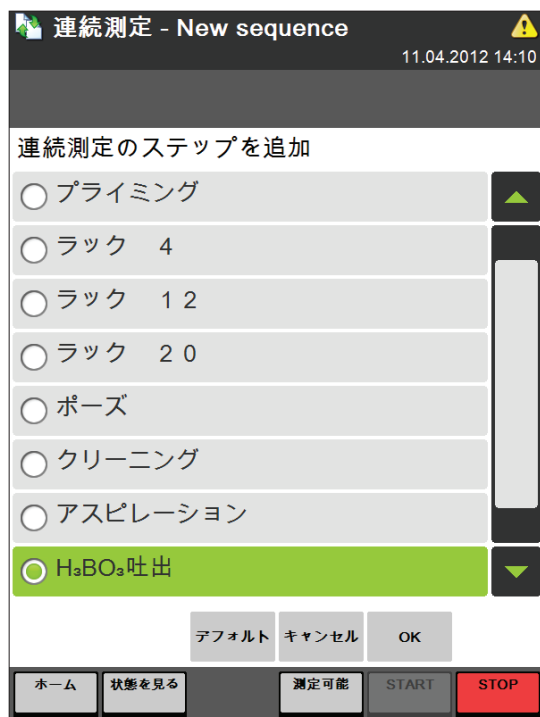 連続測定 - New sequence
11.04.2012 14:10
連続測定のステップを追加
プライミング
ラック　4
ラック　12
ラック　20
ポーズ
クリーニング
アスピレーション
H₃BO₃吐出
デフォルト キャンセル OK
ホーム 状態を見る 測定可能 START STOP